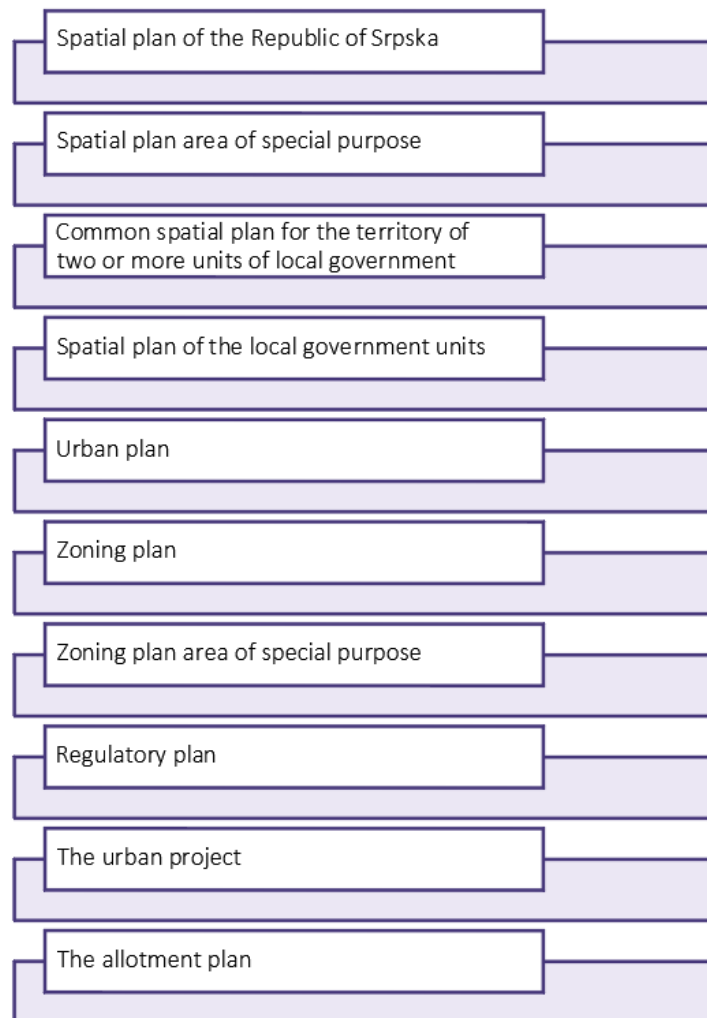 Spatial plan of the Republic of Srpska
Spatial plan area of special purpose
Common spatial plan for the territory of
two or more units of local government
Spatial plan of the local government units
Urban plan
Zoning plan
Zoning plan area of special purpose
Regulatory plan
The urban project
The allotment plan